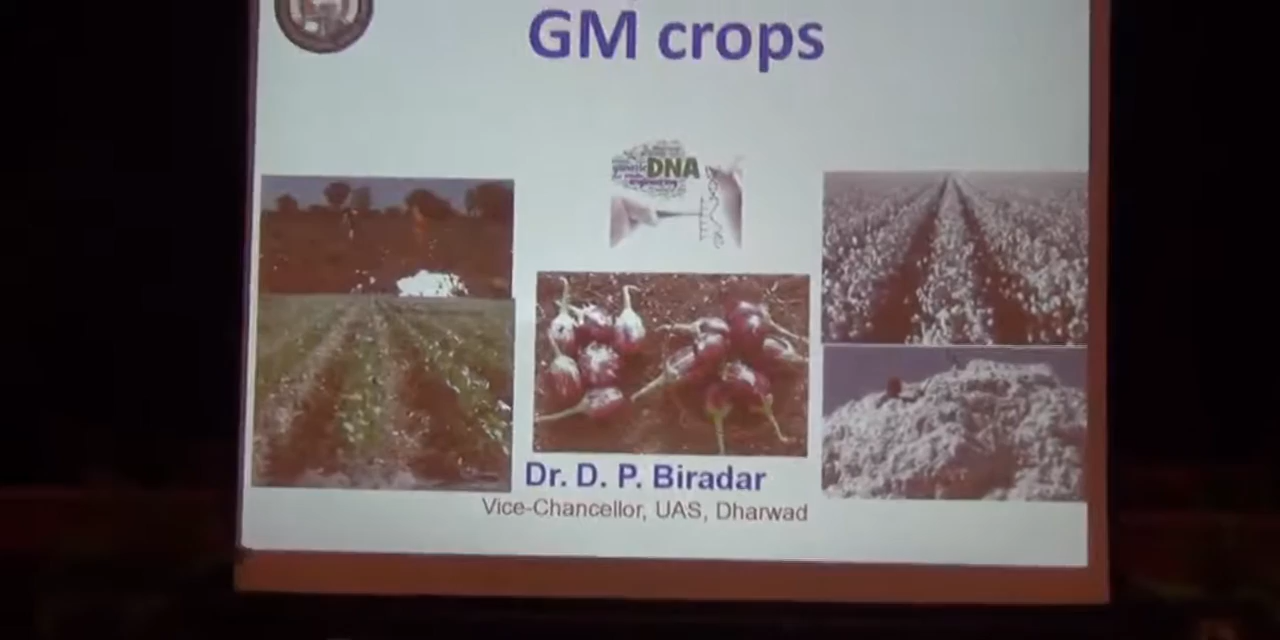 GM crops
DNA
Dr. D. P. Biradar
Vice-Chancellor, UAS, Dharwad